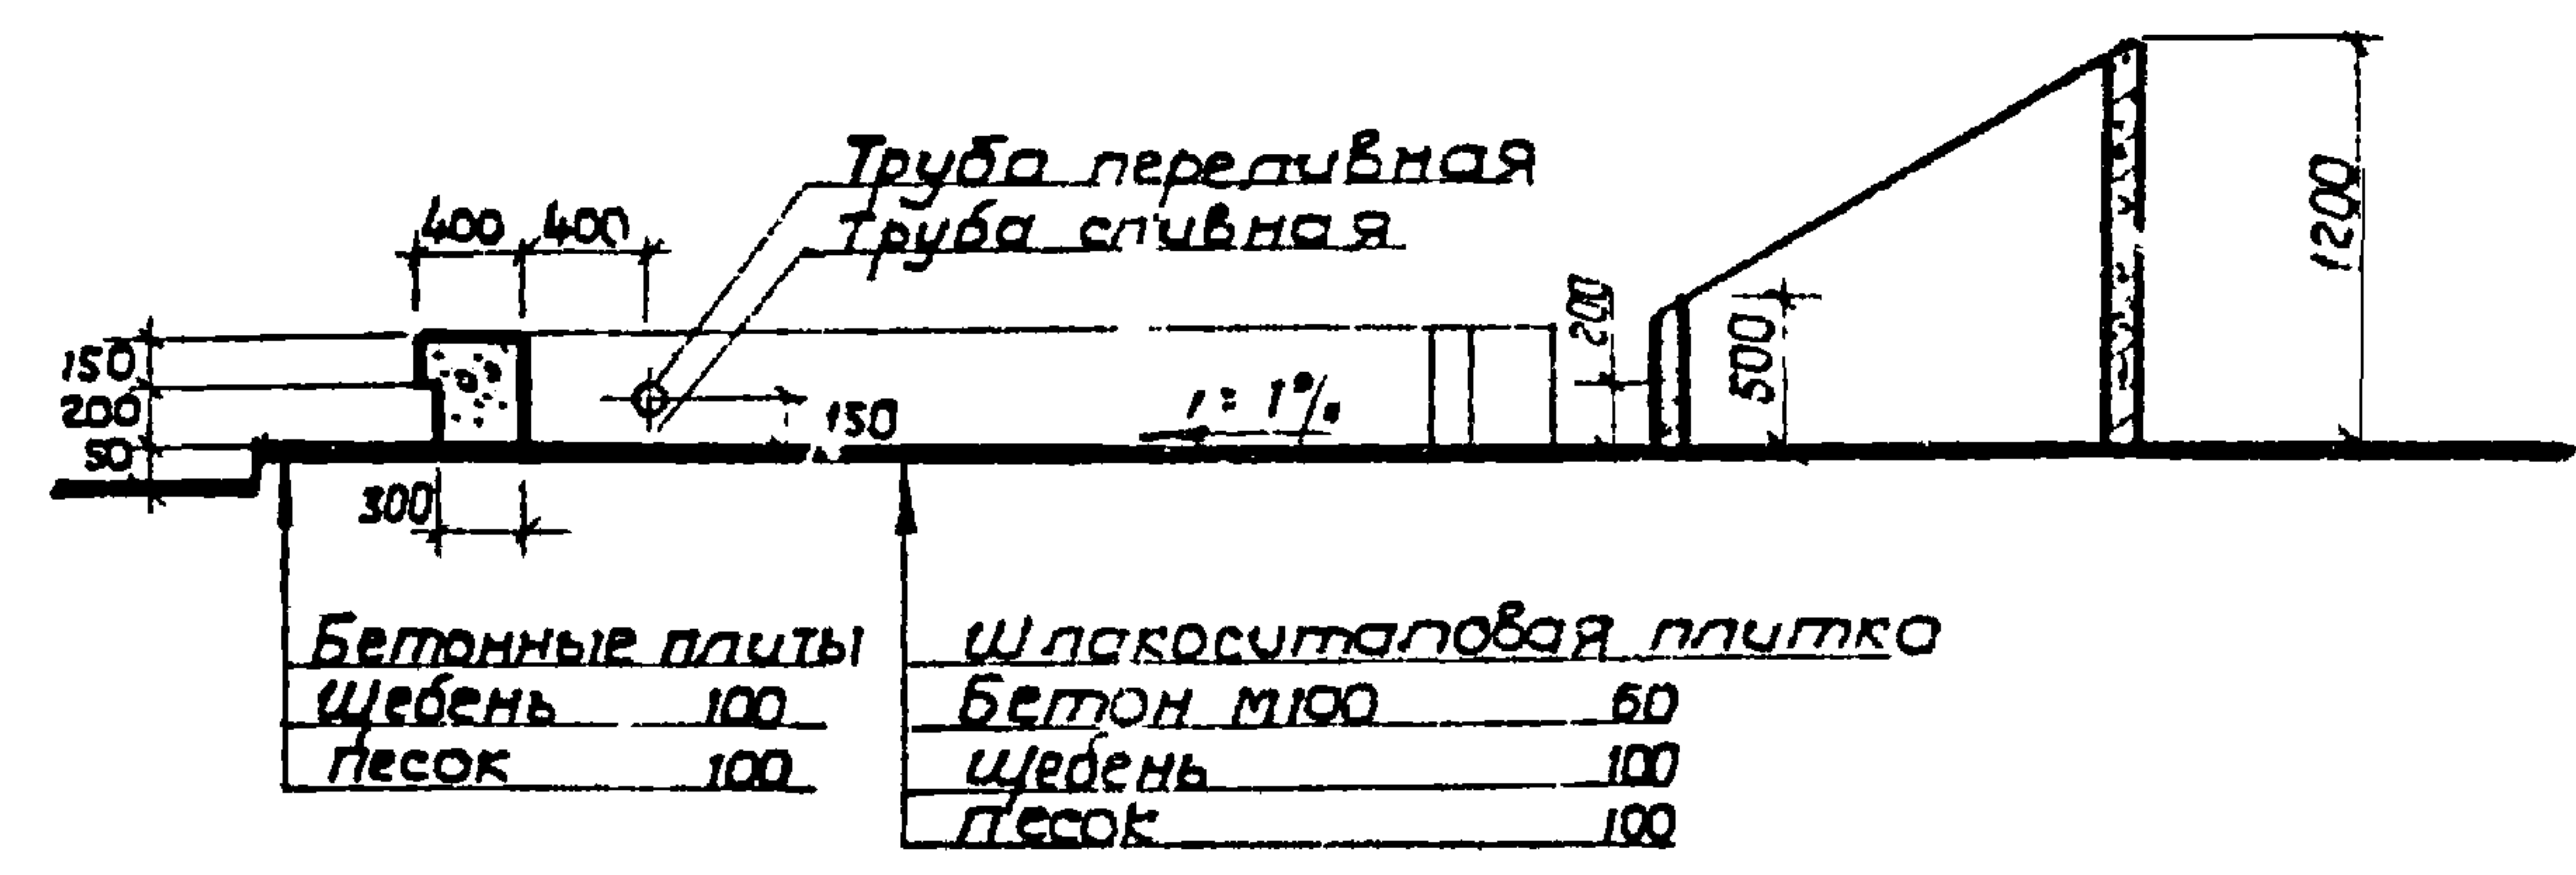 Труба переливная
Труба сливная
400 400
150
200
50
300
150
i = 1%
200
500
1200
Бетонные плиты
Щебень 100
Песок 100
Шлакоситаловая плитка
Бетон М100 60
Щебень 100
Песок 100